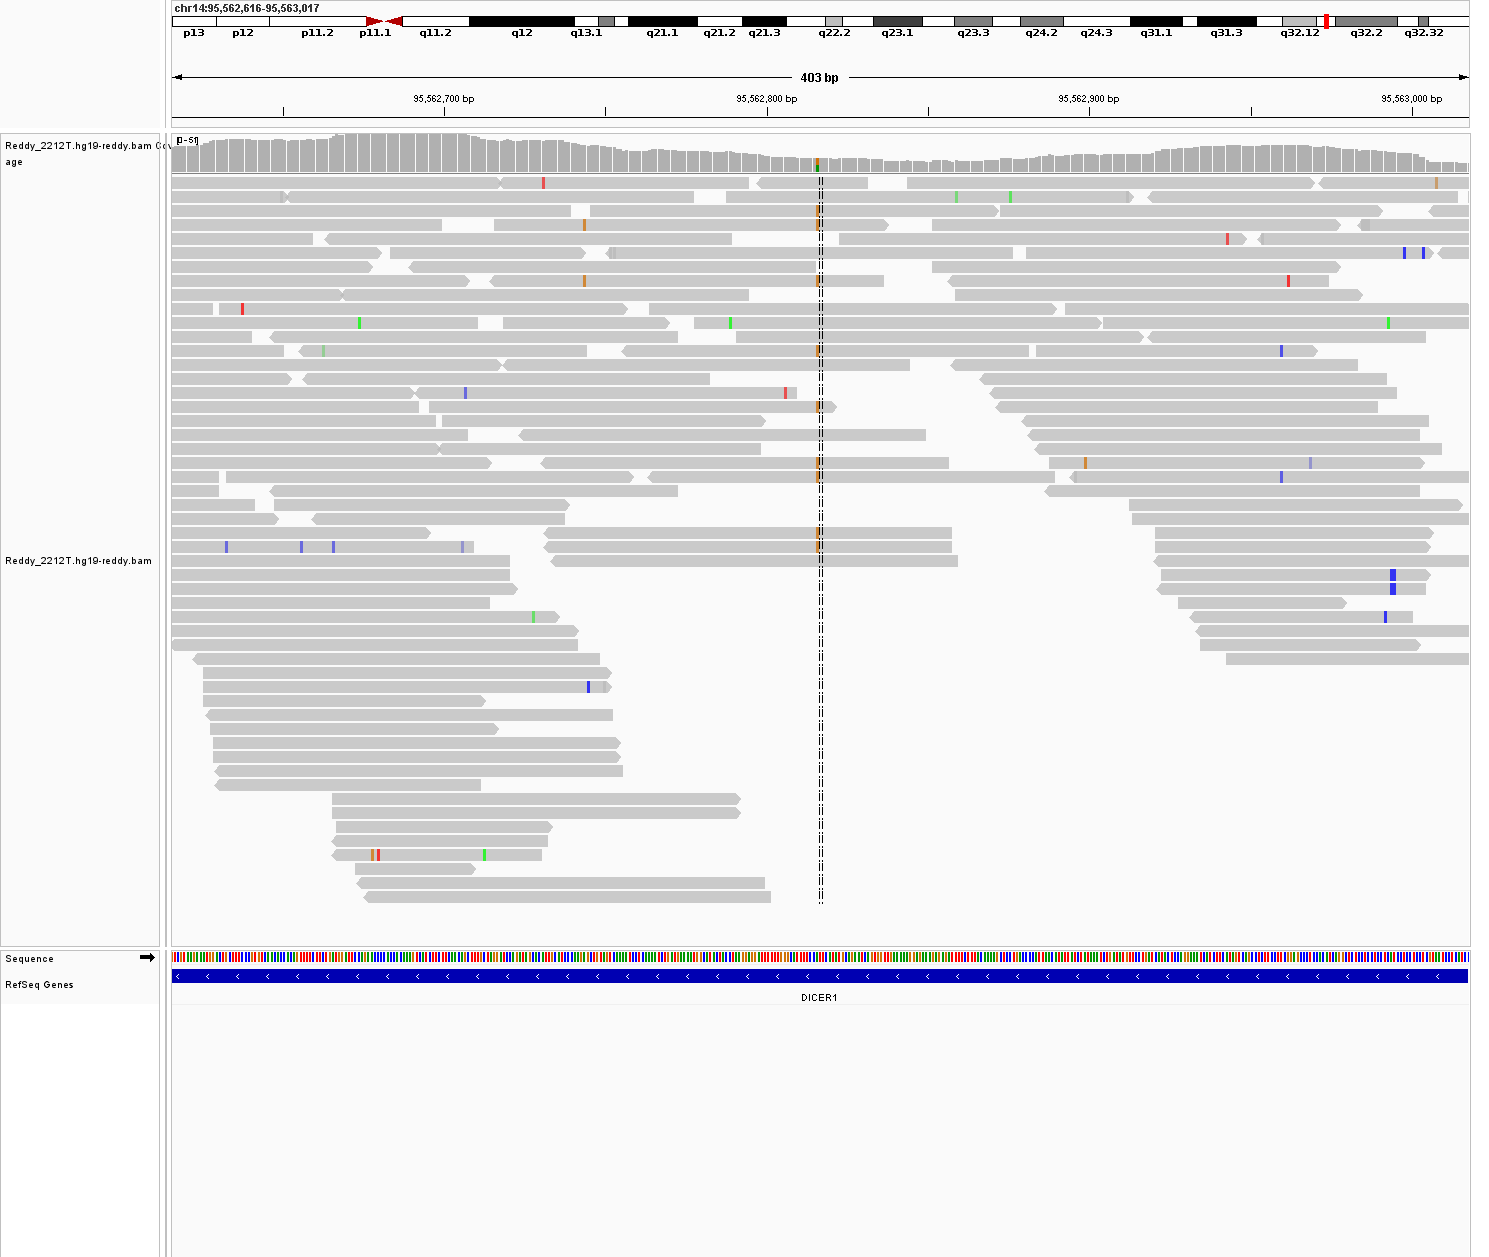 chr14:95,562,616-95,563,017
p13 p12 p11.2 p11.1 q11.2 q12 q13.1 q21.1 q21.2 q21.3 q22.2 q23.1 q23.3 q24.2 q24.3 q31.1 q31.3 q32.12 q32.2 q32.32
403 bp
95,562,700 bp 95,562,800 bp 95,562,900 bp 95,563,000 bp
[0-51]
Reddy_2212T.hg19-reddy.bam Cov
age
Reddy_2212T.hg19-reddy.bam
Sequence
RefSeq Genes
DICER1